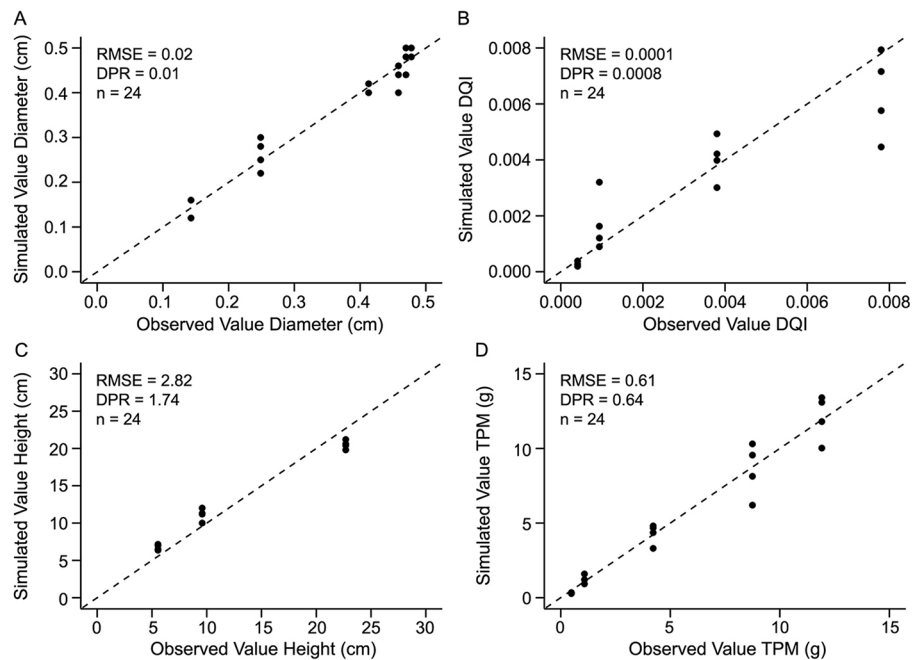 A
RMSE = 0.02
DPR = 0.01
n = 24
0.5
0.4
0.3
0.2
0.1
0.0
Simulated Value Diameter (cm)
0.0 0.1 0.2 0.3 0.4 0.5
Observed Value Diameter (cm)
B
RMSE = 0.0001
DPR = 0.0008
n = 24
0.008
0.006
0.004
0.002
0.000
Simulated Value DQI
0.000 0.002 0.004 0.006 0.008
Observed Value DQI
C
RMSE = 2.82
DPR = 1.74
n = 24
30
25
20
15
10
5
0
Simulated Value Height (cm)
0 5 10 15 20 25 30
Observed Value Height (cm)
D
RMSE = 0.61
DPR = 0.64
n = 24
15
10
5
0
Simulated Value TPM (g)
0 5 10 15
Observed Value TPM (g)